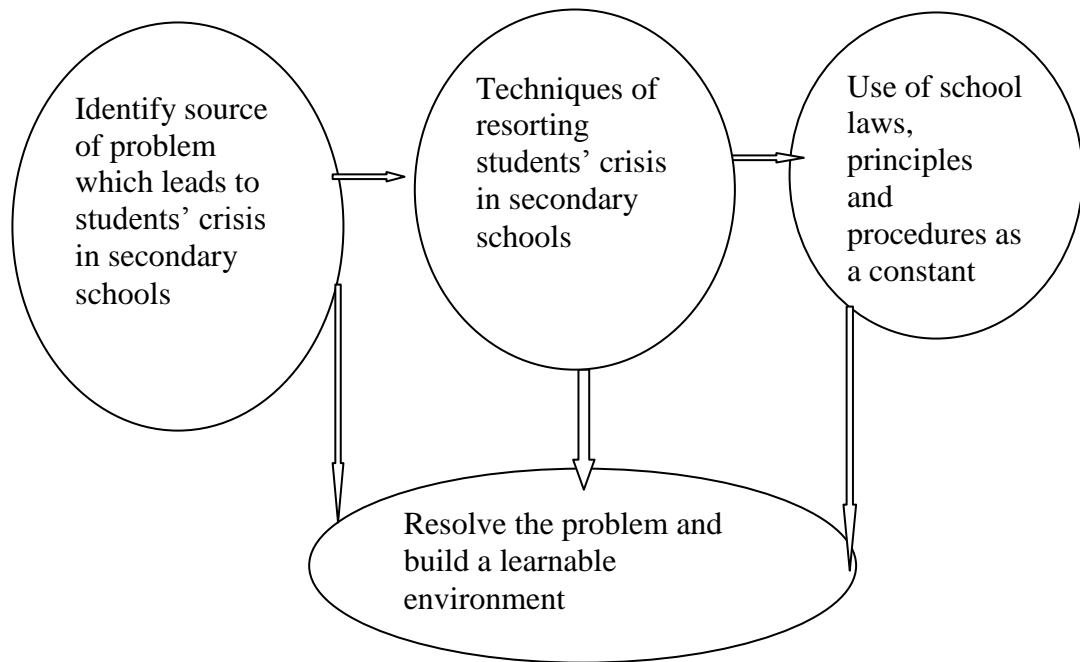 Identify source
of problem
which leads to
students’ crisis
in secondary
schools
Techniques of
resorting
students’ crisis
in secondary
schools
Use of school
laws,
principles
and
procedures as
a constant
Resolve the problem and
build a learnable
environment